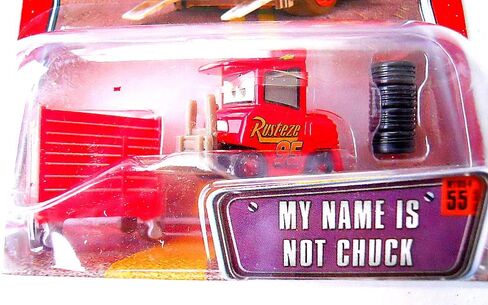 Rust-eze
95
55
MY NAME IS
NOT CHUCK